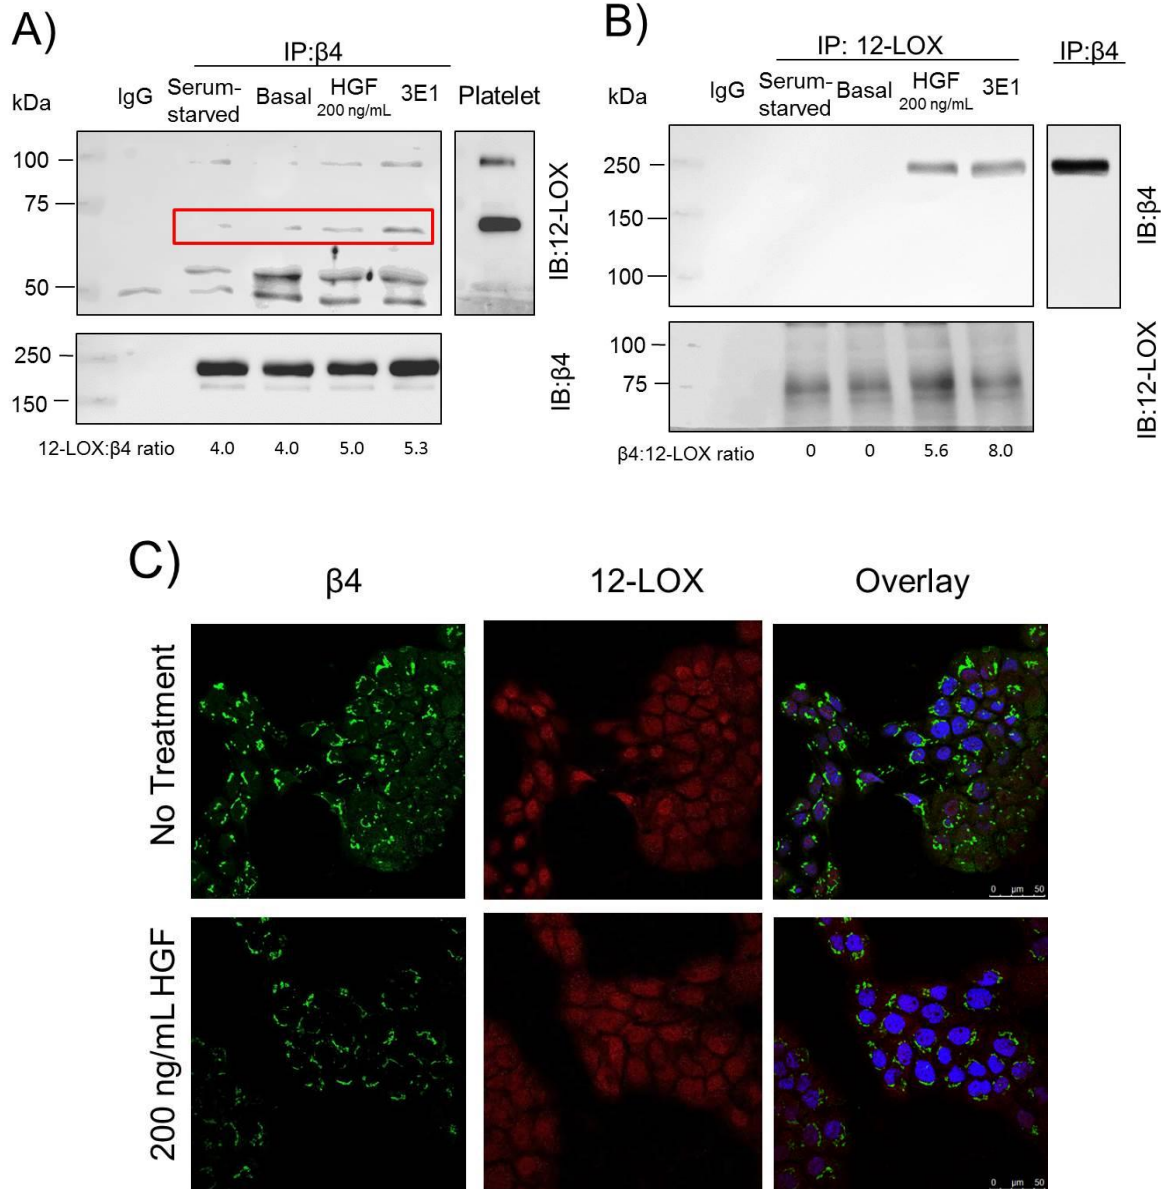 A)
IP:β4
kDa
IgG
Serum-
starved
Basal
HGF
200 ng/mL
3E1
Platelet
100
75
50
IB:12-LOX
250
150
IB:β4
12-LOX:β4 ratio 4.0 4.0 5.0 5.3
B)
IP: 12-LOX
IP:β4
kDa
IgG
Serum-
starved
Basal
HGF
200 ng/mL
3E1
250
150
100
IB:β4
100
75
IB:12-LOX
β4:12-LOX ratio 0 0 5.6 8.0
C)
β4 12-LOX Overlay
No Treatment
0 µm 50
200 ng/mL HGF
0 µm 50